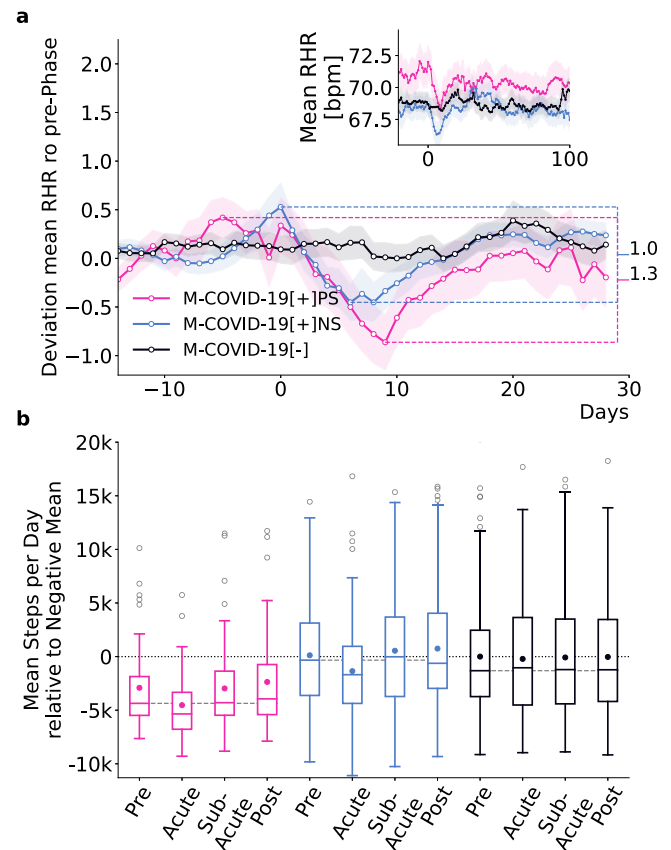 a
2.0
1.5
1.0
0.5
0.0
−0.5
−1.0
Deviation mean RHR ro pre-Phase
72.5
70.0
67.5
Mean RHR
[bpm]
0
100
1.0
1.3
M-COVID-19[+]PS
M-COVID-19[+]NS
M-COVID-19[-]
−10
0
10
20
30
Days
b
20k
15k
10k
5k
0
-5k
-10k
Mean Steps per Day
relative to Negative Mean
Pre
Acute
Sub-
Acute
Post
Pre
Acute
Sub-
Acute
Post
Pre
Acute
Sub-
Acute
Post